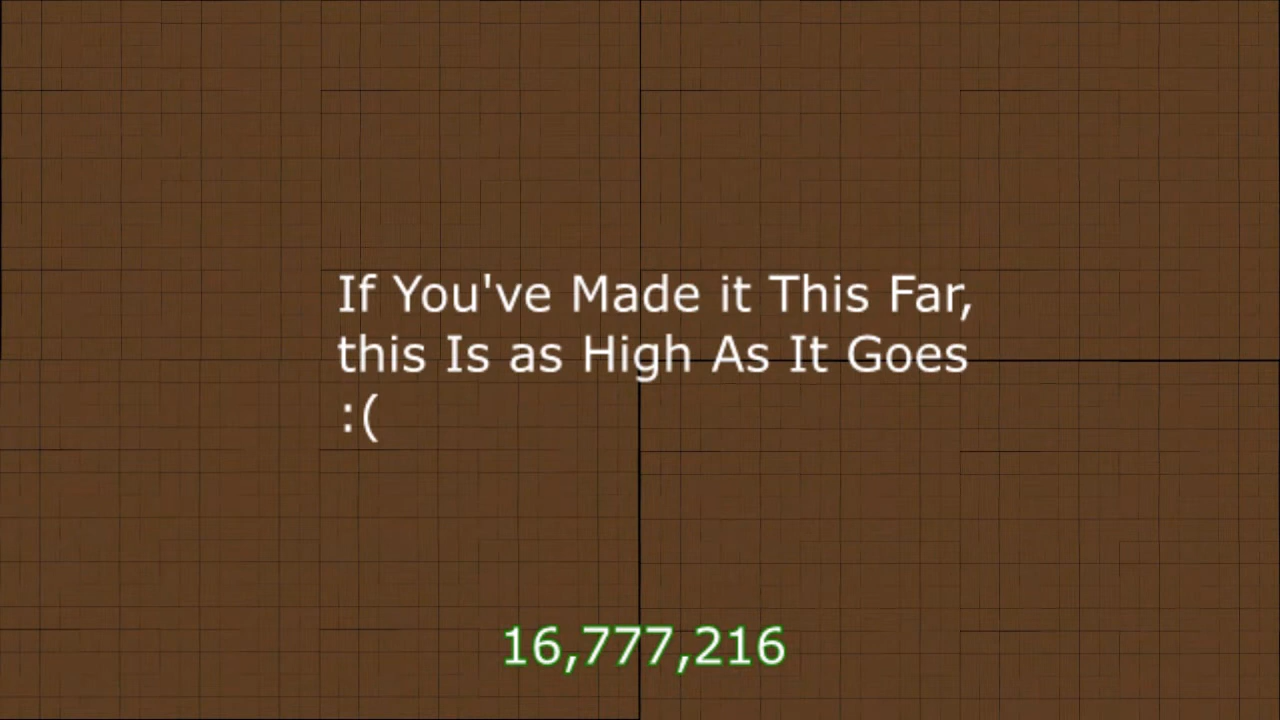 If You've Made it This Far,
this Is as High As It Goes
:(
16,777,216